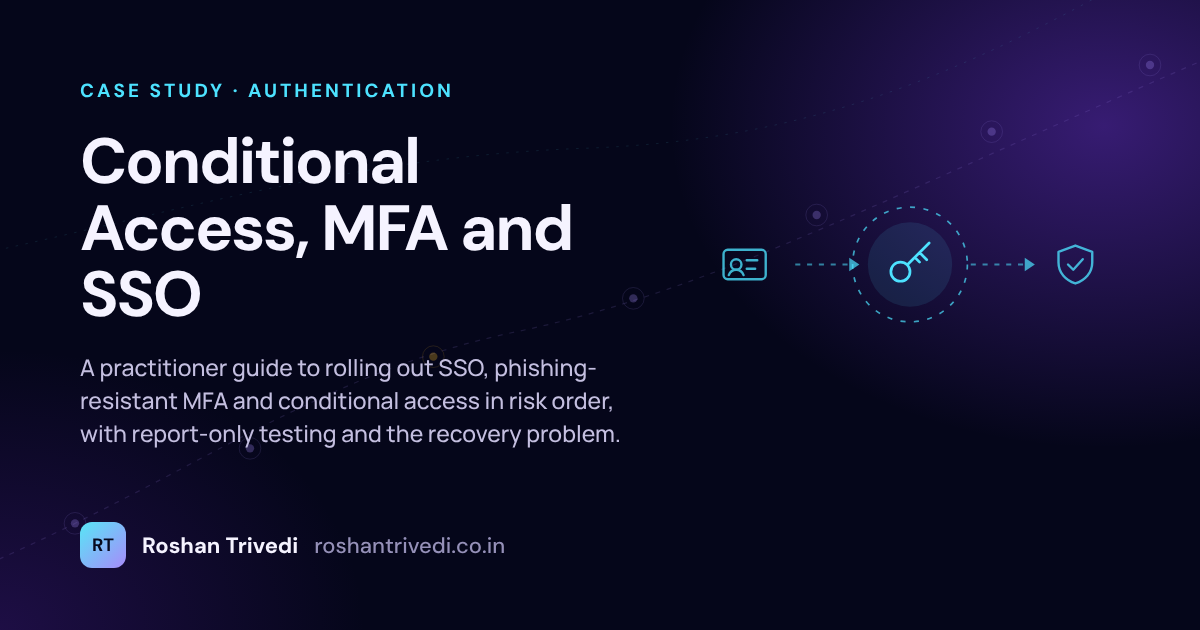 CASE STUDY · AUTHENTICATION
Conditional
Access, MFA and
SSO
A practitioner guide to rolling out SSO, phishing-
resistant MFA and conditional access in risk order,
with report-only testing and the recovery problem.
RT Roshan Trivedi roshantrivedi.co.in